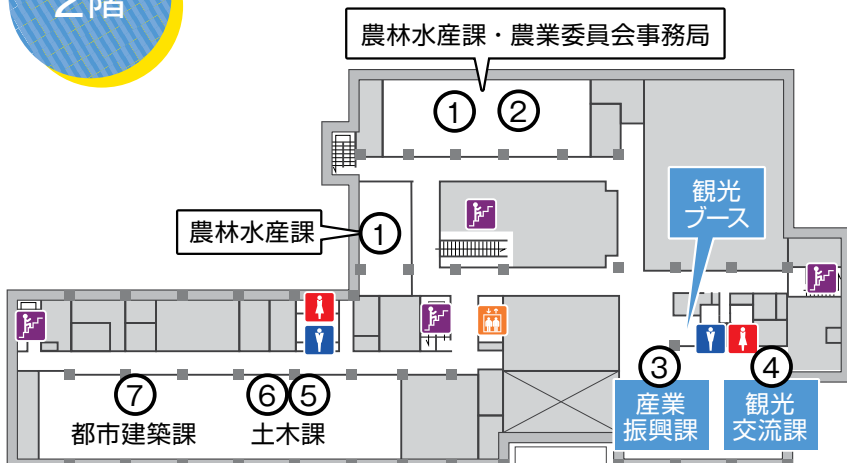 2階
農林水産課・農業委員会事務局
① ②
観光
ブース
農林水産課
①
③
産業
振興課
④
観光
交流課
⑦
都市建築課
⑥⑤
土木課